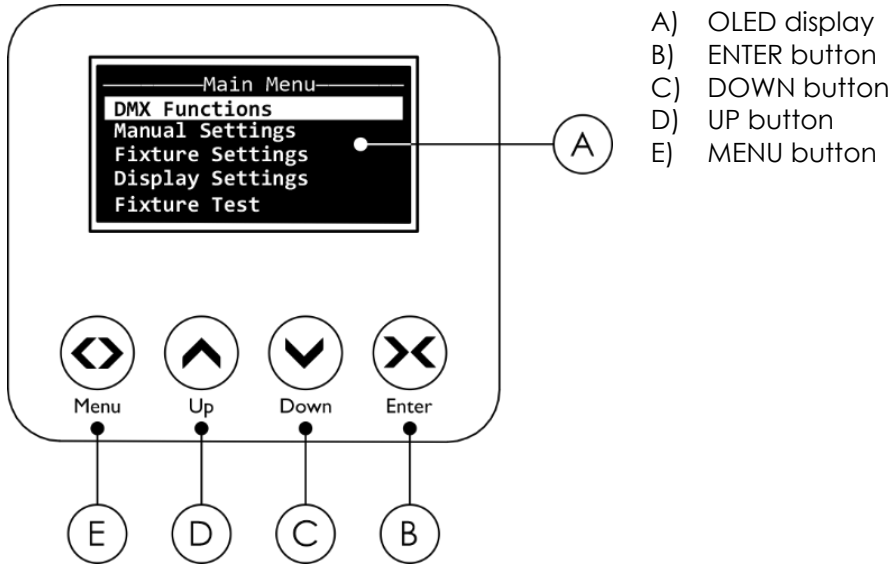 Main Menu
DMX Functions
Manual Settings
Fixture Settings
Display Settings
Fixture Test
Menu Up Down Enter
E D C B
A
A) OLED display
B) ENTER button
C) DOWN button
D) UP button
E) MENU button